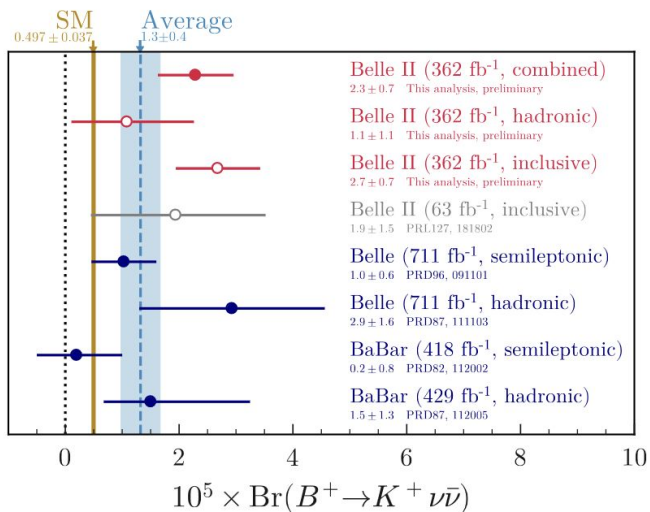 SM
0.497 ± 0.037
Average
1.3±0.4
Belle II (362 fb⁻¹, combined)
2.3 ± 0.7 This analysis, preliminary
Belle II (362 fb⁻¹, hadronic)
1.1 ± 1.1 This analysis, preliminary
Belle II (362 fb⁻¹, inclusive)
2.7 ± 0.7 This analysis, preliminary
Belle II (63 fb⁻¹, inclusive)
1.9 ± 1.5 PRL127, 181802
Belle (711 fb⁻¹, semileptonic)
1.0 ± 0.6 PRD96, 091101
Belle (711 fb⁻¹, hadronic)
2.9 ± 1.6 PRD87, 111103
BaBar (418 fb⁻¹, semileptonic)
0.2 ± 0.8 PRD82, 112002
BaBar (429 fb⁻¹, hadronic)
1.5 ± 1.3 PRD87, 112005
0 2 4 6 8 10
10⁵ × Br(B⁺→K⁺νν̄)